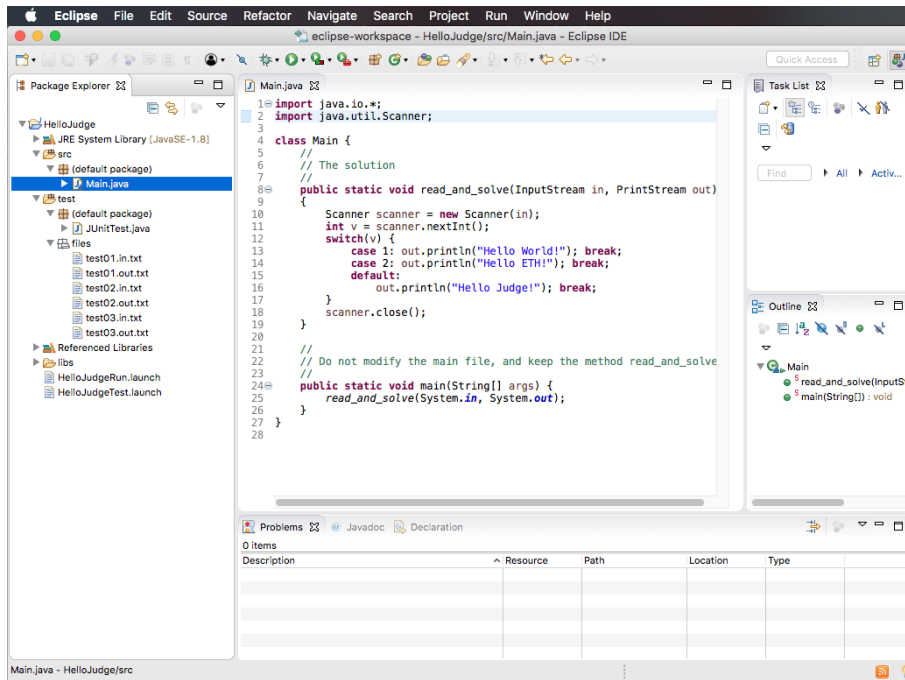 Eclipse File Edit Source Refactor Navigate Search Project Run Window Help
eclipse-workspace - HelloJudge/src/Main.java - Eclipse IDE
Quick Access
Package Explorer
HelloJudge
JRE System Library [JavaSE-1.8]
src
(default package)
Main.java
test
(default package)
JUnitTest.java
files
test01.in.txt
test01.out.txt
test02.in.txt
test02.out.txt
test03.in.txt
test03.out.txt
Referenced Libraries
libs
HelloJudgeRun.launch
HelloJudgeTest.launch
Main.java
1 import java.io.*;
2 import java.util.Scanner;
3
4 class Main {
5 //
6 // The solution
7 //
8 public static void read_and_solve(InputStream in, PrintStream out)
9 {
10 Scanner scanner = new Scanner(in);
11 int v = scanner.nextInt();
12 switch(v) {
13 case 1: out.println("Hello World!"); break;
14 case 2: out.println("Hello ETH!"); break;
15 default:
16 out.println("Hello Judge!"); break;
17 }
18 scanner.close();
19 }
20
21 //
22 // Do not modify the main file, and keep the method read_and_solve
23 //
24 public static void main(String[] args) {
25 read_and_solve(System.in, System.out);
26 }
27 }
28
Task List
Find All Activ...
Outline
Main
read_and_solve(InputS
main(String[]) : void
Problems Javadoc Declaration
0 items
Description Resource Path Location Type
Main.java - HelloJudge/src